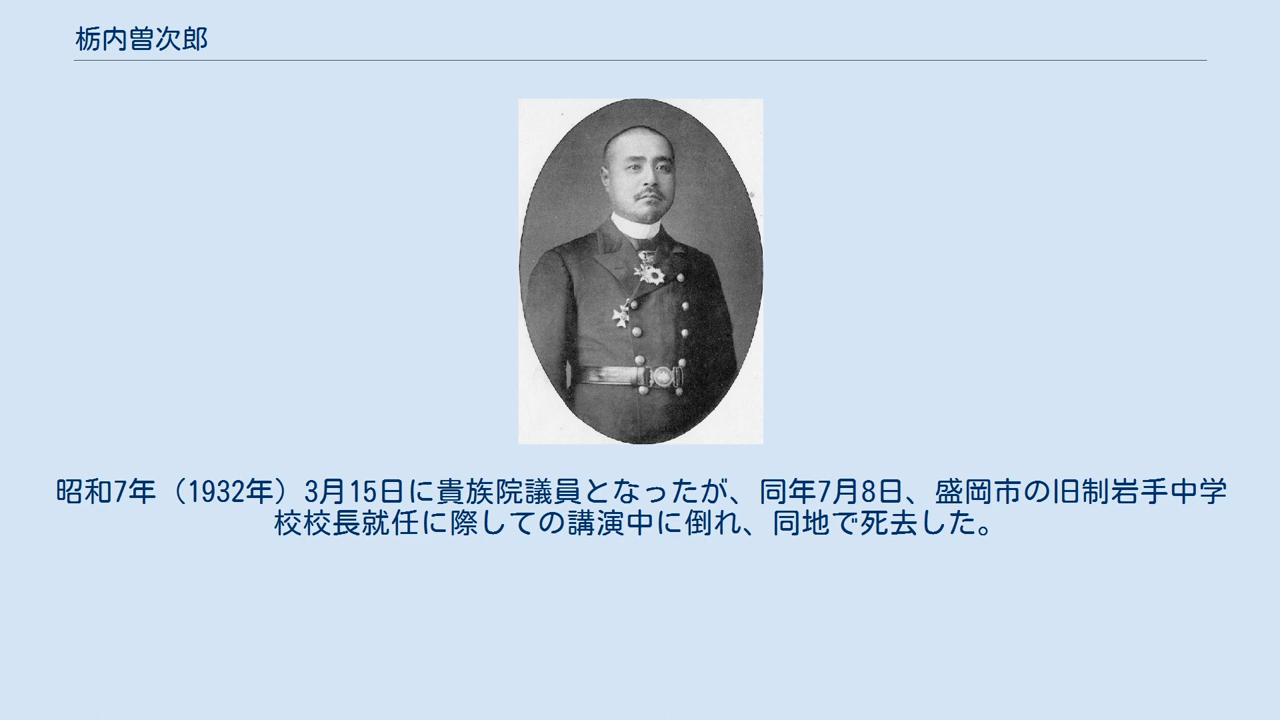 栃内曽次郎
昭和7年（1932年）3月15日に貴族院議員となったが、同年7月8日、盛岡市の旧制岩手中学
校校長就任に際しての講演中に倒れ、同地で死去した。